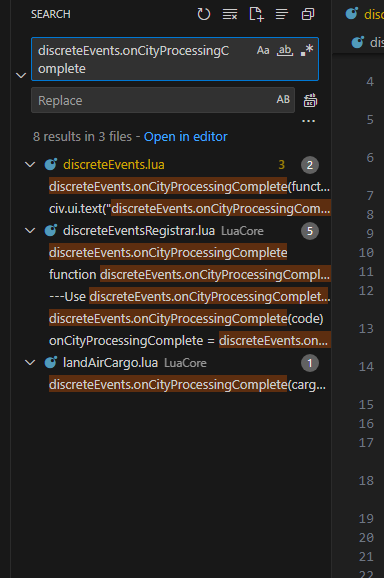 SEARCH
discreteEvents.onCityProcessingC
omplete
Aa
ab
Replace
AB
...
8 results in 3 files - Open in editor
discreteEvents.lua 3 2
discreteEvents.onCityProcessingComplete(funct...
civ.ui.text("discreteEvents.onCityProcessingCom...
discreteEventsRegistrar.lua LuaCore 5
discreteEvents.onCityProcessingComplete
function discreteEvents.onCityProcessingCompl...
---Use discreteEvents.onCityProcessingComplet...
discreteEvents.onCityProcessingComplete(code)
onCityProcessingComplete = discreteEvents.on...
landAirCargo.lua LuaCore 1
discreteEvents.onCityProcessingComplete(carg...
dis
dis
4
5
6
7
8
9
10
11
12
13
14
15
16
17
18
19
20
21
22